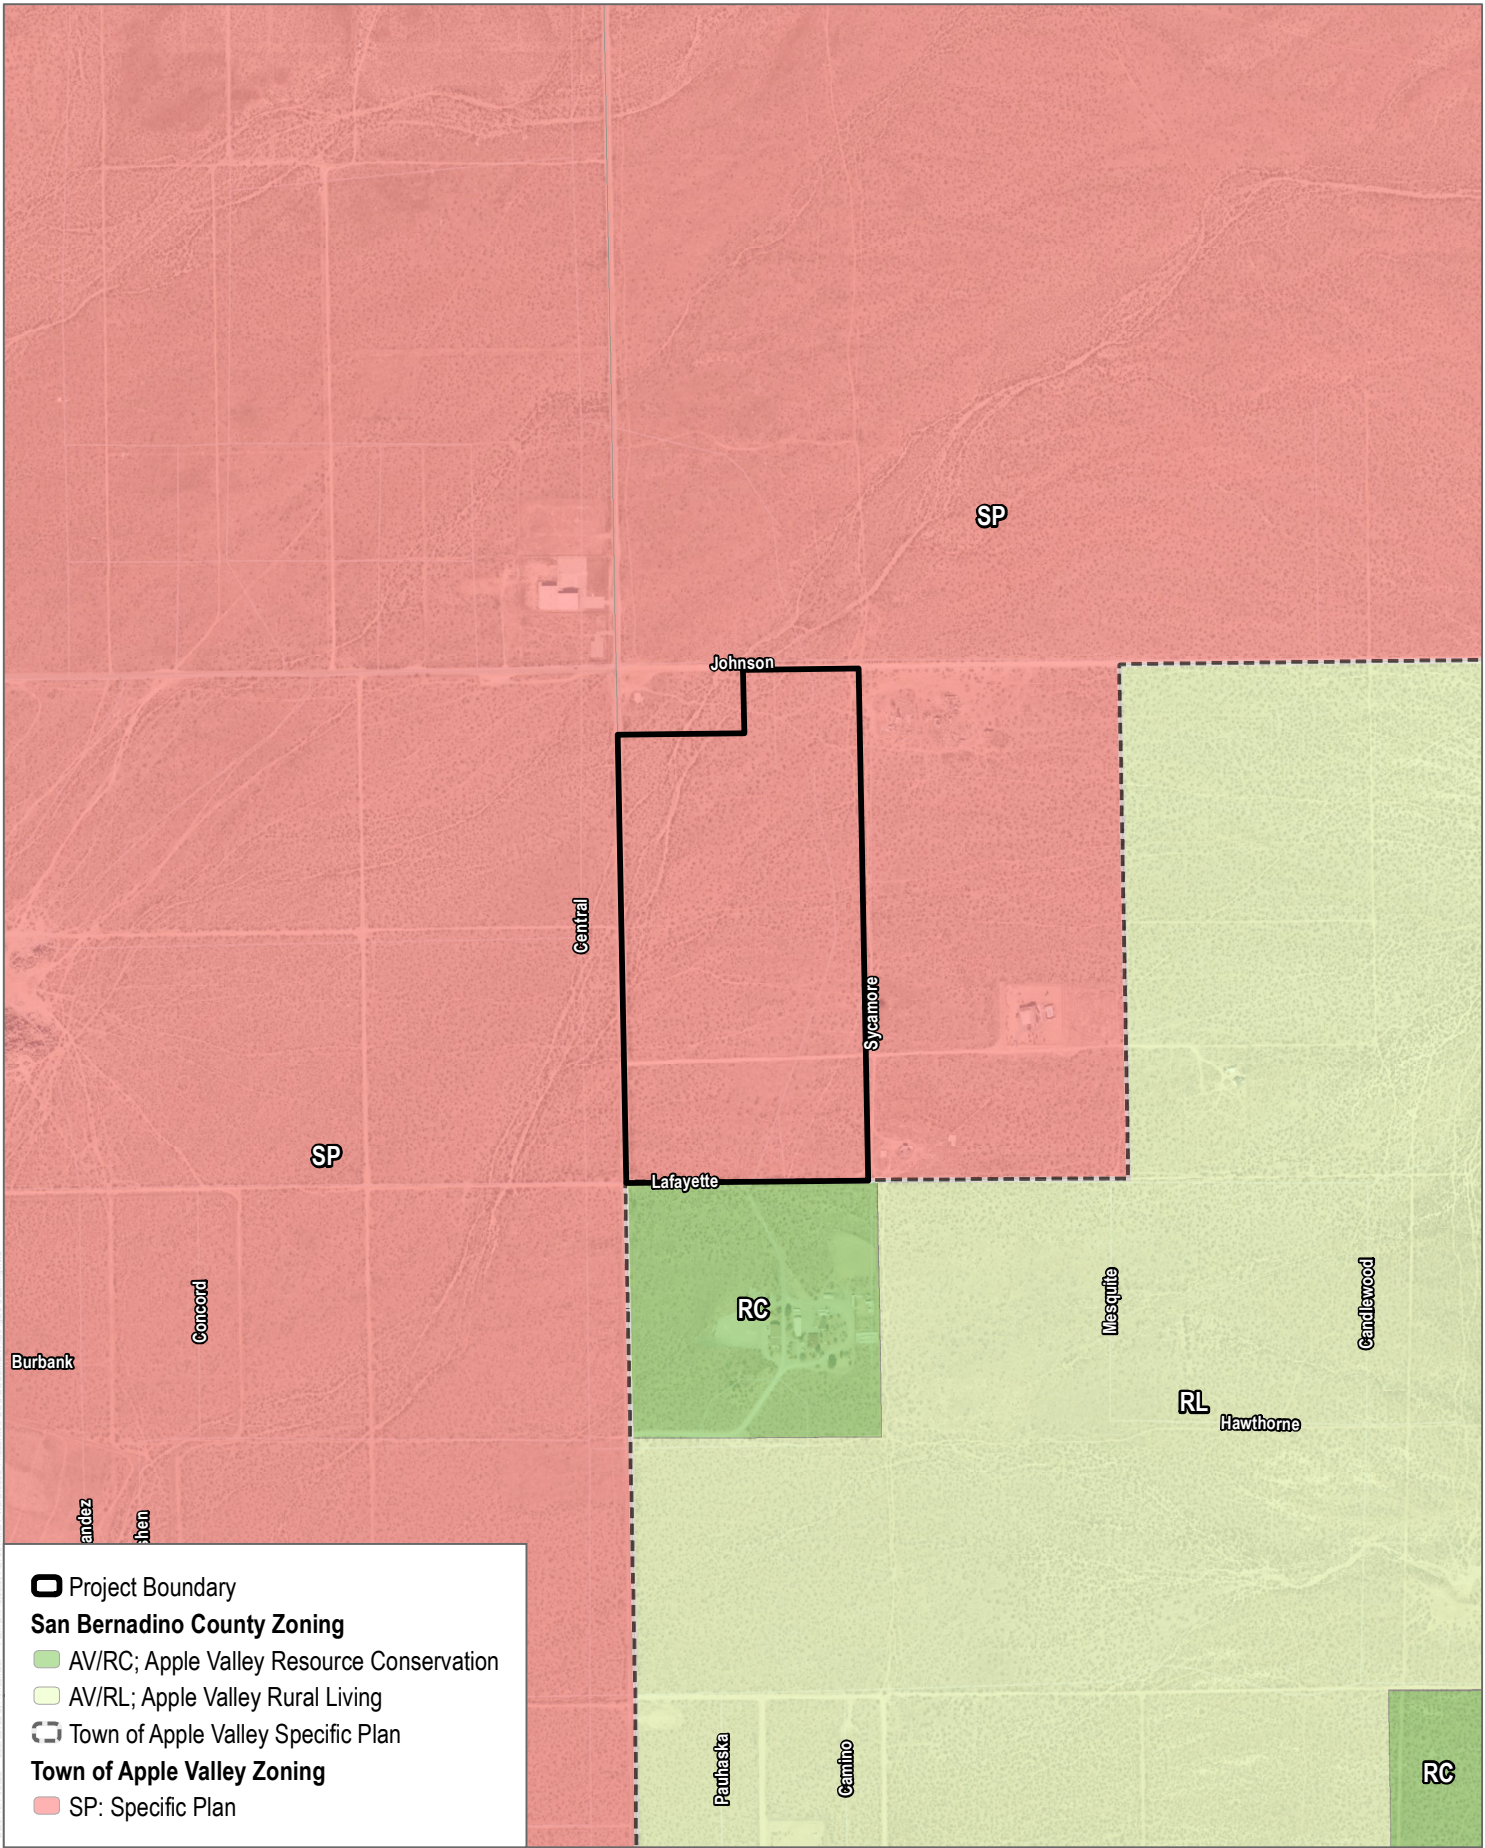 SP
Johnson
Central
Sycamore
SP
Lafayette
Concord
RC
Mesquite
Candlewood
Burbank
RL
Hawthorne
andez
shen
Project Boundary
San Bernadino County Zoning
AV/RC; Apple Valley Resource Conservation
AV/RL; Apple Valley Rural Living
Town of Apple Valley Specific Plan
Town of Apple Valley Zoning
SP: Specific Plan
Pauhaska
Camino
RC